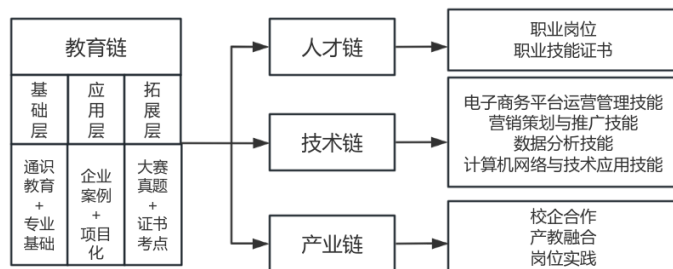 教育链
基础层
应用层
拓展层
通识
教育
+
专业
基础
企业
案例
+
项目
化
大赛
真题
+
证书
考点
人才链
技术链
产业链
职业岗位
职业技能证书
电子商务平台运营管理技能
营销策划与推广技能
数据分析技能
计算机网络与技术应用技能
校企合作
产教融合
岗位实践